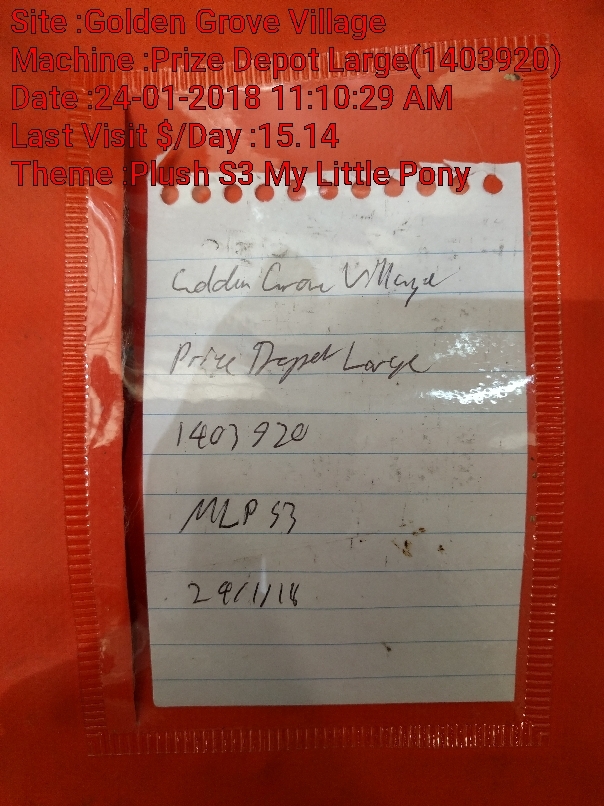 Site :Golden Grove Village
Machine :Prize Depot Large(1403920)
Date :24-01-2018 11:10:29 AM
Last Visit $/Day :15.14
Theme :Plush S3 My Little Pony
Golden Grove Village
Prize Depot Large
1403920
MLP S3
24/1/18